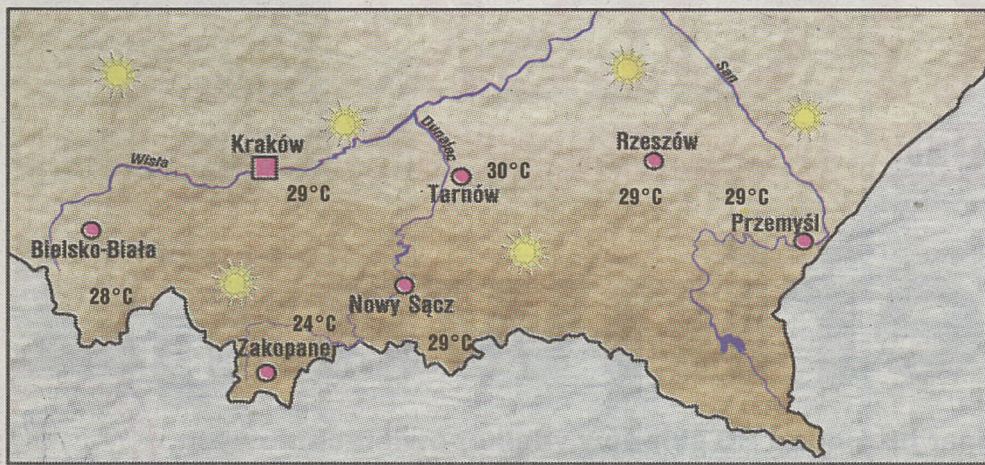 San
Dunajec
Kraków
Rzeszów
Wisła
30°C
29°C
Tarnów
29°C
29°C
Przemyśl
Bielsko-Biała
28°C
Nowy Sącz
24°C
29°C
Zakopane